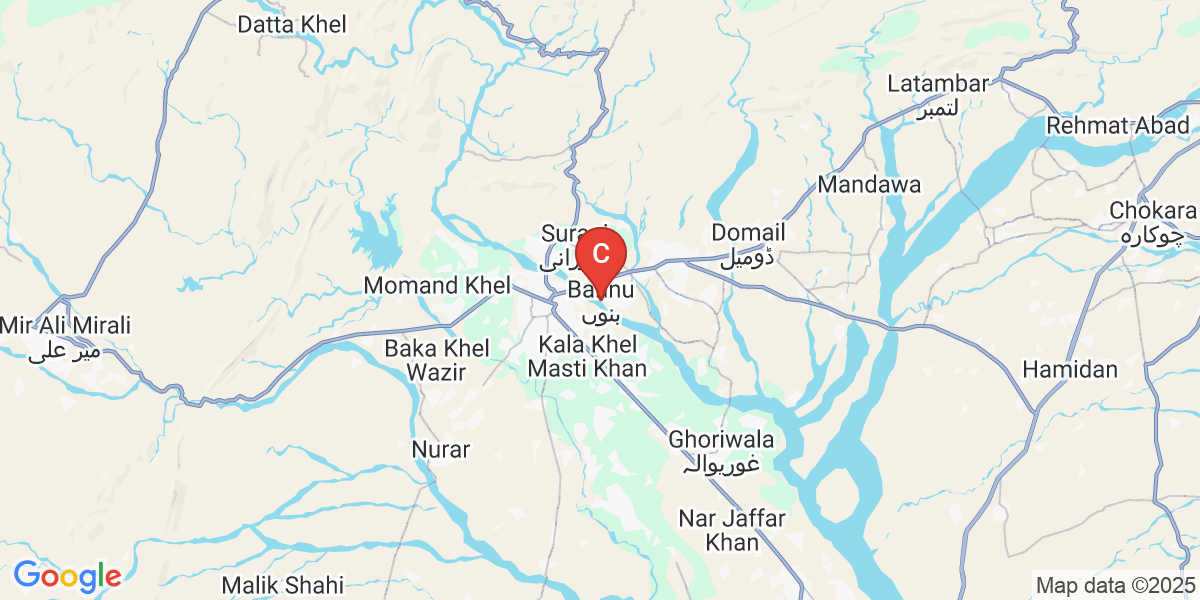 Datta Khel
Latambar
لتمبر
Rehmat Abad
Mandawa
Chokara
چوکاره
Domail
ڈومیل
C
Momand Khel
Bannu
بنوں
Mir Ali Mirali
میر علی
Baka Khel
Wazir
Kala Khel
Masti Khan
Hamidan
Nurar
Ghoriwala
غوریوالہ
Nar Jaffar
Khan
Malik Shahi
Google
Map data ©2025